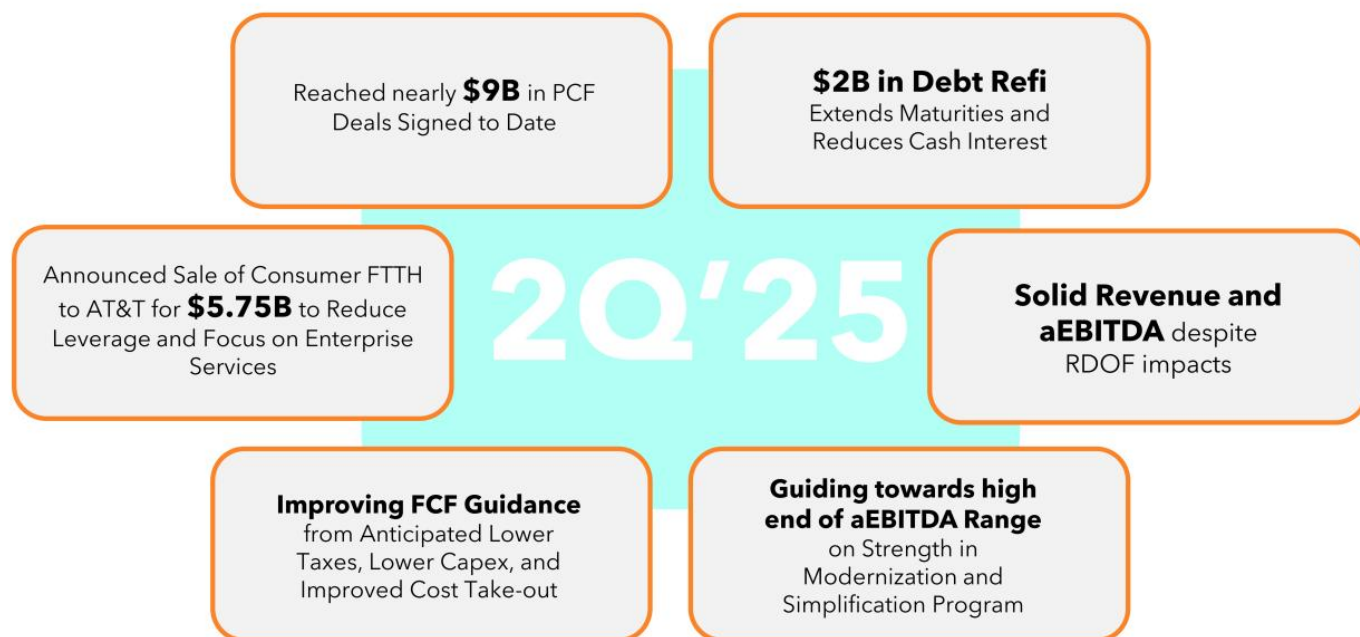 Reached nearly $9B in PCF
Deals Signed to Date
$2B in Debt Refi
Extends Maturities and
Reduces Cash Interest
Announced Sale of Consumer FTTH
to AT&T for $5.75B to Reduce
Leverage and Focus on Enterprise
Services
2Q'25
Solid Revenue and
aEBITDA despite
RDOF impacts
Improving FCF Guidance
from Anticipated Lower
Taxes, Lower Capex, and
Improved Cost Take-out
Guiding towards high
end of aEBITDA Range
on Strength in
Modernization and
Simplification Program